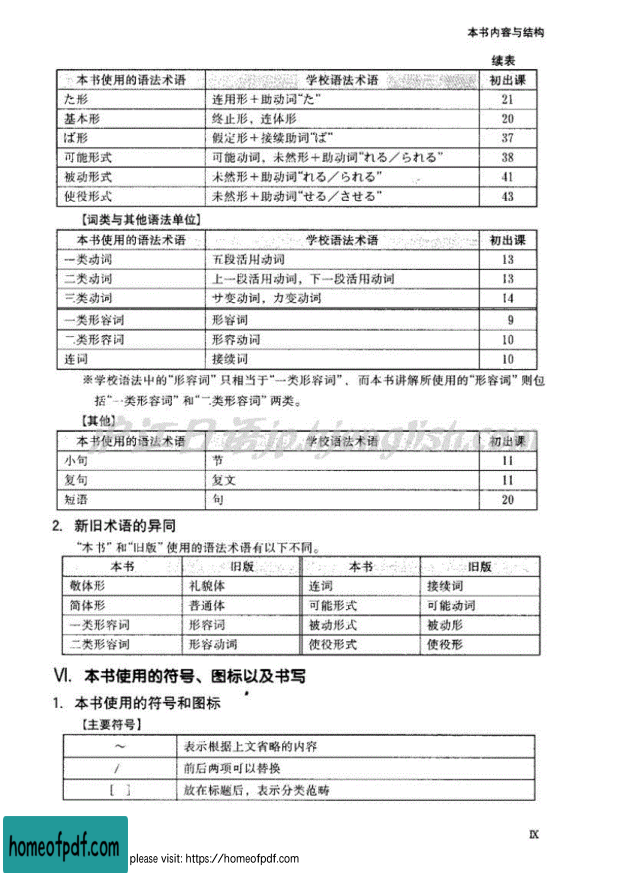 本书内容与结构
续表
本书使用的语法术语 学校语法术语 初出课
た形 连用形+助动词"た" 21
基本形 终止形，连体形 20
ば形 假定形+接续助词"ば" 37
可能形式 可能动词，未然形+助动词"れる／られる" 38
被动形式 未然形+助动词"れる／られる" 41
使役形式 未然形+助动词"せる／させる" 43
【词类与其他语法单位】
本书使用的语法术语 学校语法术语 初出课
一类动词 五段活用动词 13
二类动词 上一段活用动词，下一段活用动词 13
三类动词 サ变动词，力变动词 14
一类形容词 形容词 9
二类形容词 形容动词 10
连词 接续词 10
※学校语法中的"形容词"只相当于"一类形容词"，而本书讲解所使用的"形容词"则包
括"一类形容词"和"二类形容词"两类。
【其他】
沪江日语jp.hjenglish.com
本书使用的语法术语 学校语法术语 初出课
小句 节 11
复句 复文 11
短语 句 20
2. 新旧术语的异同
"本书"和"旧版"使用的语法术语有以下不同。
本书 旧版 本书 旧版
敬体形 礼貌体 连词 接续词
简体形 普通体 可能形式 可能动词
一类形容词 形容词 被动形式 被动形
二类形容词 形容动词 使役形式 使役形
Ⅵ. 本书使用的符号、图标以及书写
1. 本书使用的符号和图标
【主要符号】
～ 表示根据上文省略的内容
/ 前后两项可以替换
[ ] 放在标题后，表示分类范畴
Ⅸ
homeofpdf.com
please visit: https://homeofpdf.com